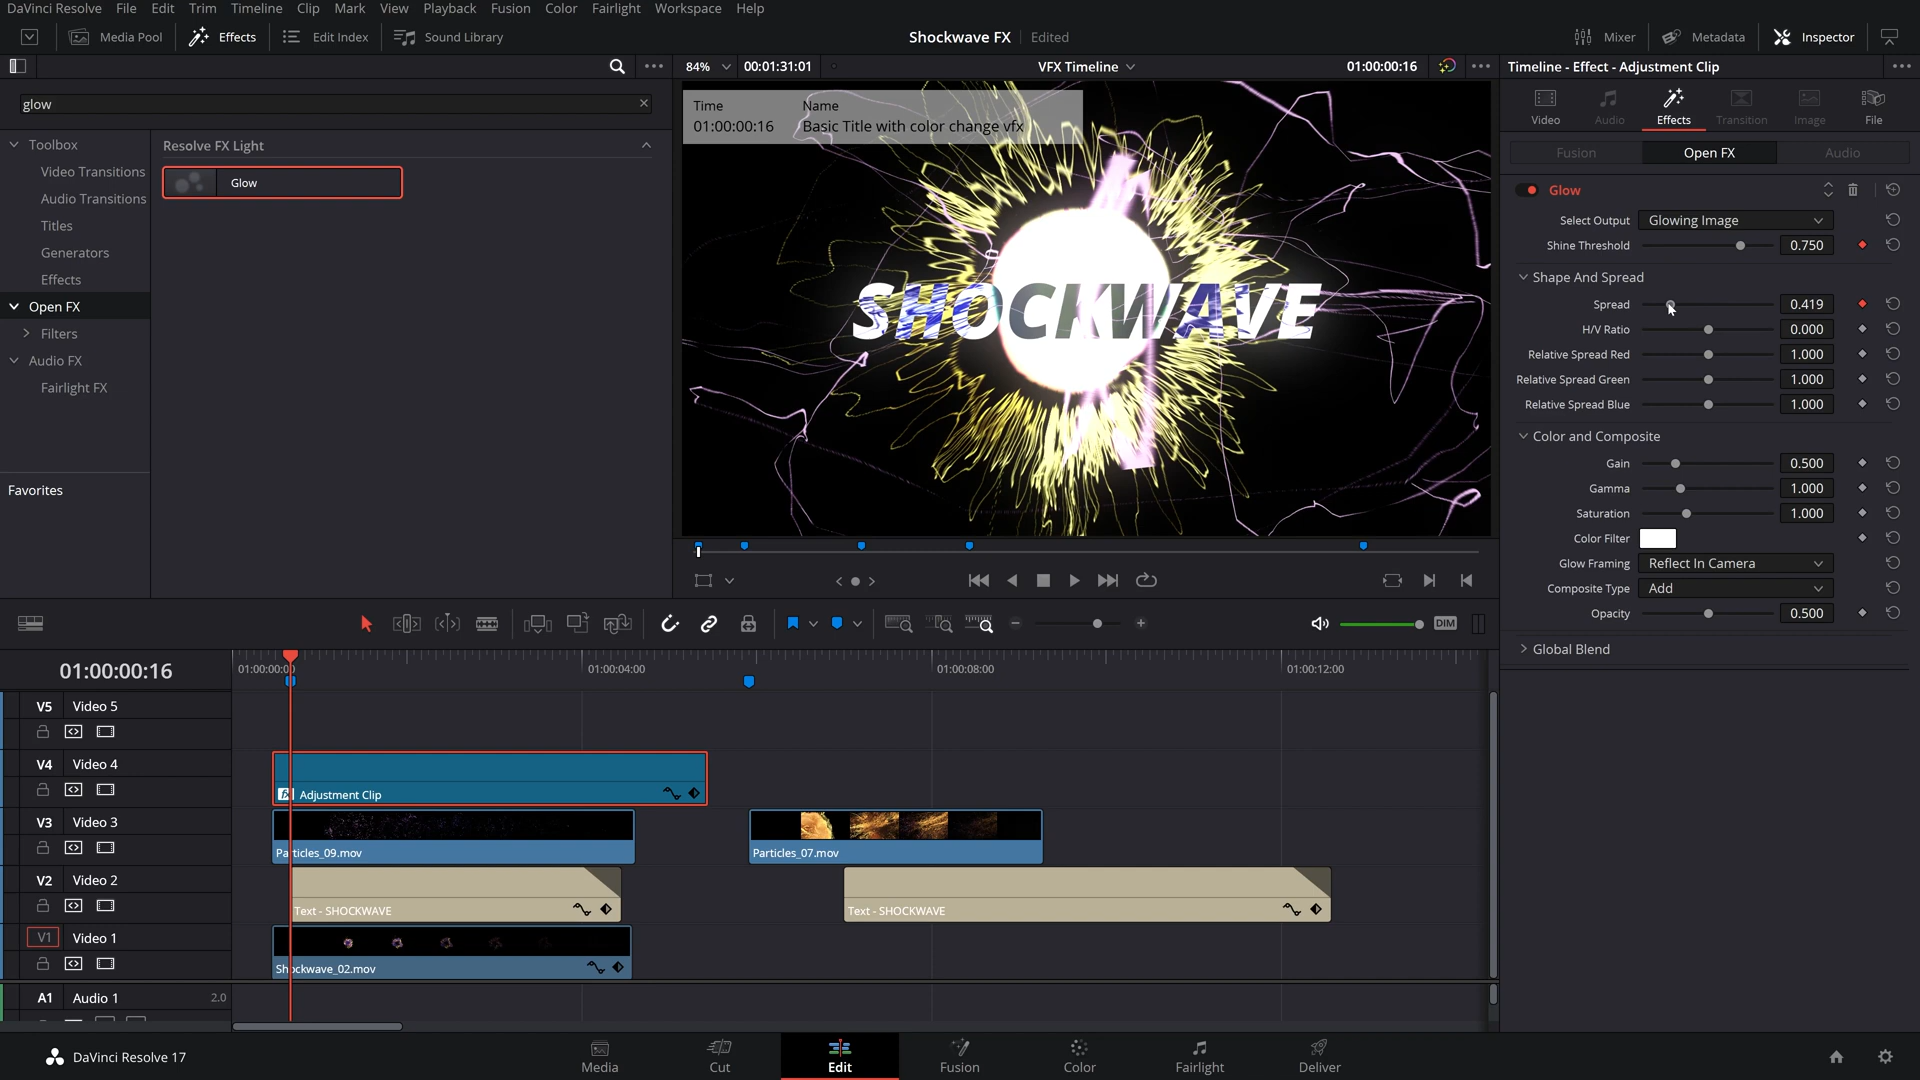 DaVinci Resolve File Edit Trim Timeline Clip Mark View Playback Fusion Color Fairlight Workspace Help
Media Pool Effects Edit Index Sound Library Shockwave FX Edited Mixer Metadata Inspector
84% 00:01:31:01 VFX Timeline 01:00:00:16 Timeline - Effect - Adjustment Clip
glow
Toolbox
Video Transitions
Audio Transitions
Titles
Generators
Effects
Open FX
Filters
Audio FX
Fairlight FX
Favorites
Resolve FX Light
Glow
Time Name
01:00:00:16 Basic Title with color change vfx
SHOCKWAVE
Video Audio Effects Transition Image File
Fusion Open FX Audio
Glow
Select Output Glowing Image
Shine Threshold 0.750
Shape And Spread
Spread 0.419
H/V Ratio 0.000
Relative Spread Red 1.000
Relative Spread Green 1.000
Relative Spread Blue 1.000
Color and Composite
Gain 0.500
Gamma 1.000
Saturation 1.000
Color Filter
Glow Framing Reflect In Camera
Composite Type Add
Opacity 0.500
Global Blend
DIM
01:00:00:16 01:00:00:00 01:00:04:00 01:00:08:00 01:00:12:00
V5 Video 5
V4 Video 4
fx Adjustment Clip
V3 Video 3
Particles_09.mov Particles_07.mov
V2 Video 2
Text - SHOCKWAVE Text - SHOCKWAVE
V1 Video 1
Shockwave_02.mov
A1 Audio 1 2.0
DaVinci Resolve 17 Media Cut Edit Fusion Color Fairlight Deliver